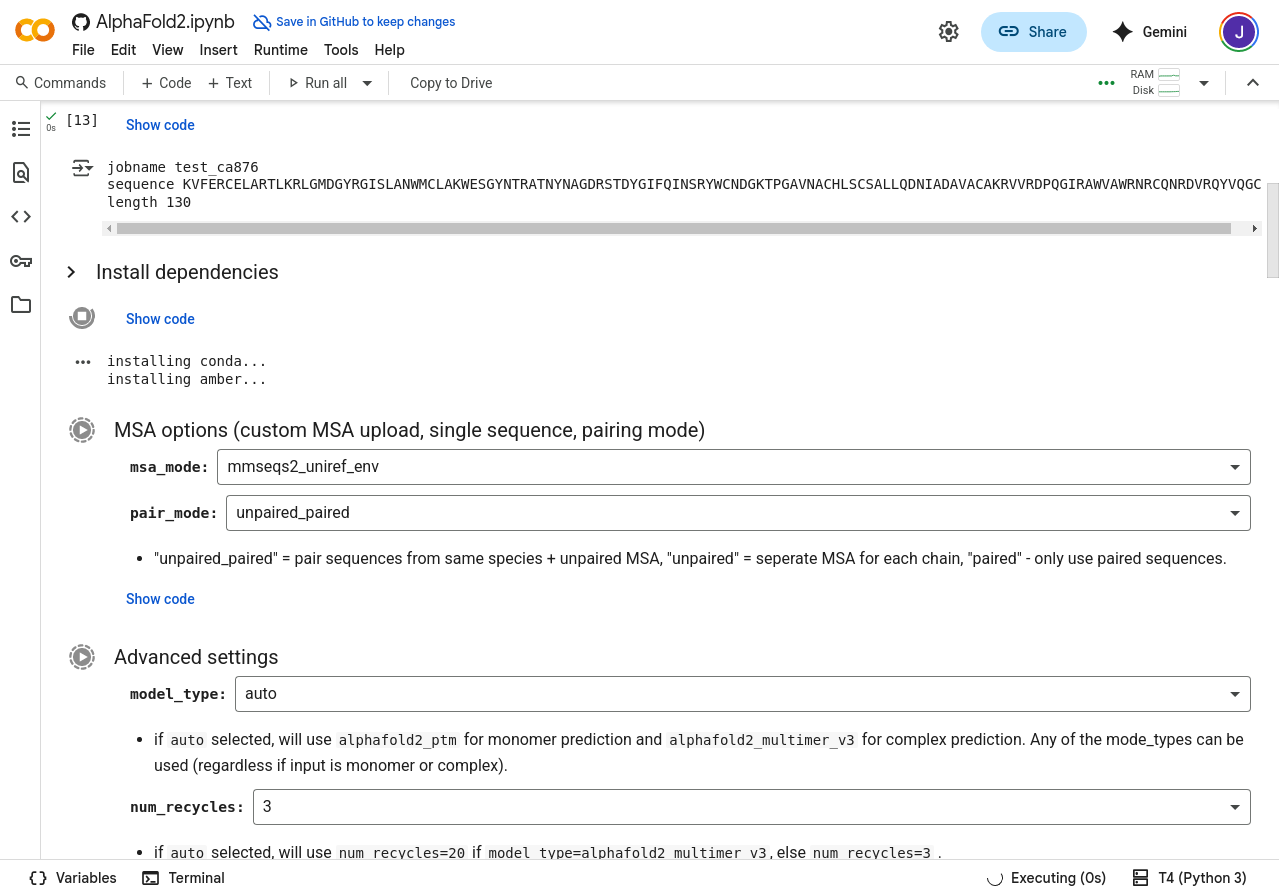 AlphaFold2.ipynb
Save in GitHub to keep changes
File Edit View Insert Runtime Tools Help
Share
Gemini
J
Commands
+ Code + Text
Run all
Copy to Drive
RAM
Disk
0s
[13]
Show code
jobname test_ca876
sequence KVFERCELARTLKRLGMDGYRGISLANWMCLAKWESGYNTRATNYNAGDRSTDYGIFQINSRYWCNDGKTPGAVNACHLSCSALLQDNIADAVACAKRVVRDPQGIRAWVAWRNRCQNRDVRQYVQGC
length 130
Install dependencies
Show code
installing conda...
installing amber...
MSA options (custom MSA upload, single sequence, pairing mode)
msa_mode: mmseqs2_uniref_env
pair_mode: unpaired_paired
• "unpaired_paired" = pair sequences from same species + unpaired MSA, "unpaired" = seperate MSA for each chain, "paired" - only use paired sequences.
Show code
Advanced settings
model_type: auto
• if auto selected, will use alphafold2_ptm for monomer prediction and alphafold2_multimer_v3 for complex prediction. Any of the mode_types can be
used (regardless if input is monomer or complex).
num_recycles: 3
• if auto selected, will use num_recycles=20 if model_type=alphafold2_multimer_v3, else num_recycles=3 .
Variables
Terminal
Executing (0s)
T4 (Python 3)